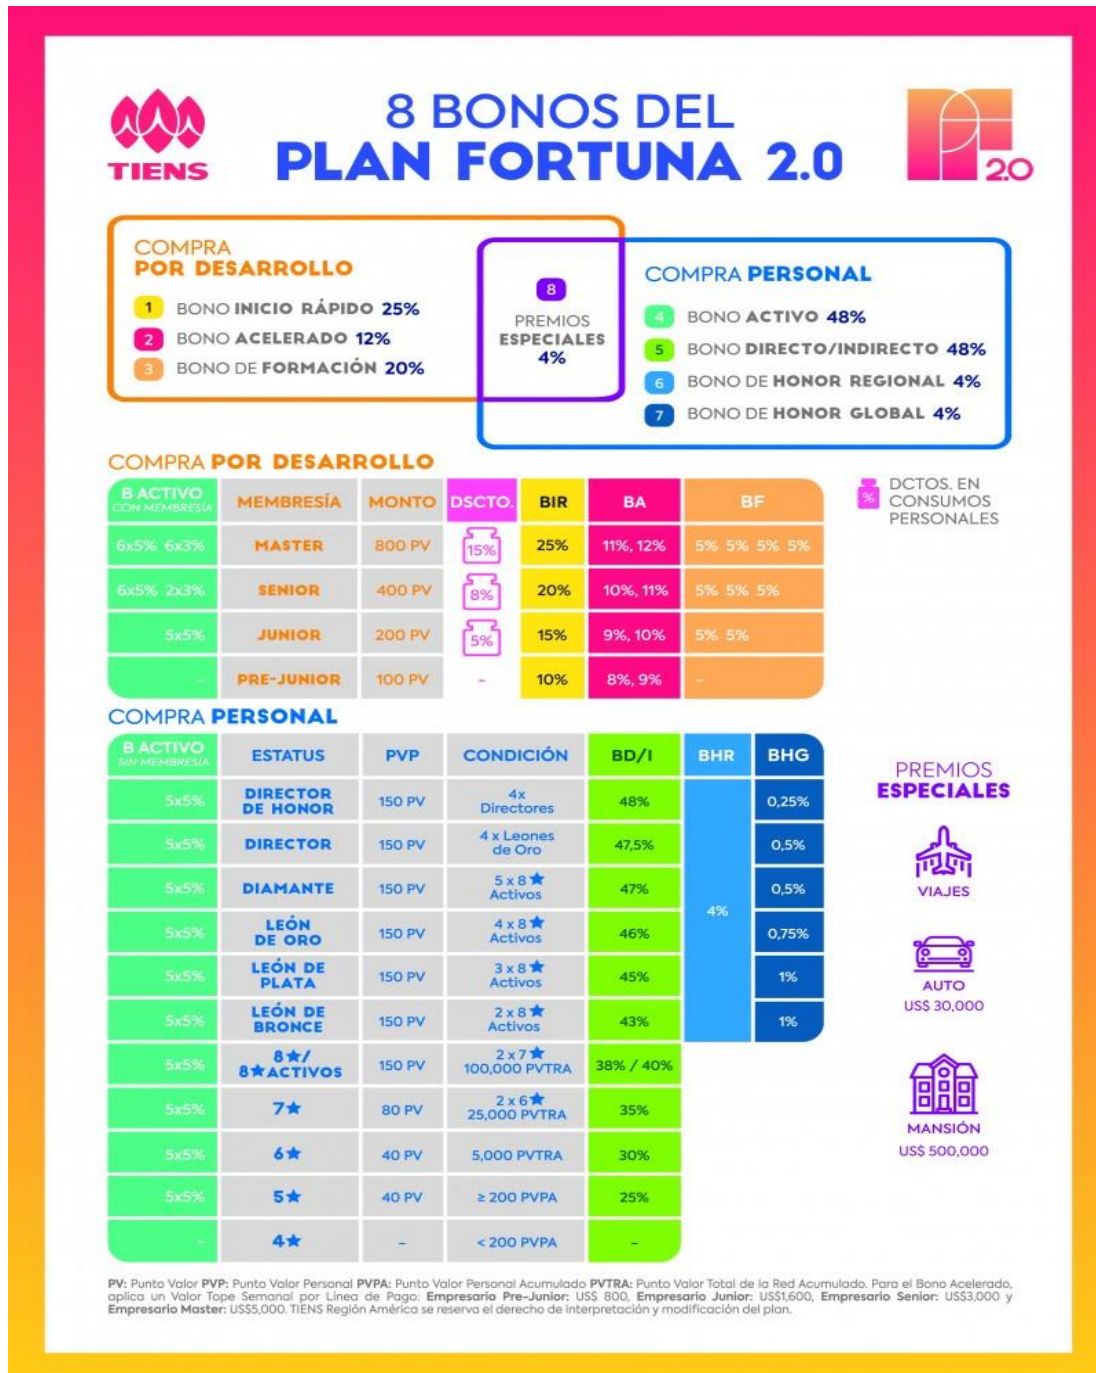 TIENS
8 BONOS DEL
PLAN FORTUNA 2.0
2.0
COMPRA
POR DESARROLLO
1 BONO INICIO RÁPIDO 25%
2 BONO ACELERADO 12%
3 BONO DE FORMACIÓN 20%
8
PREMIOS
ESPECIALES
4%
COMPRA PERSONAL
4 BONO ACTIVO 48%
5 BONO DIRECTO/INDIRECTO 48%
6 BONO DE HONOR REGIONAL 4%
7 BONO DE HONOR GLOBAL 4%
COMPRA POR DESARROLLO
B ACTIVO
CON MEMBRESÍA
MEMBRESÍA MONTO DSCTO. BIR BA BF
6x5% 6x3% MASTER 800 PV 15% 25% 11%, 12% 5% 5% 5% 5%
6x5% 2x3% SENIOR 400 PV 8% 20% 10%, 11% 5% 5% 5%
5x5% JUNIOR 200 PV 5% 15% 9%, 10% 5% 5%
- PRE-JUNIOR 100 PV - 10% 8%, 9% -
% DCTOS. EN
CONSUMOS
PERSONALES
COMPRA PERSONAL
B ACTIVO
SIN MEMBRESÍA
ESTATUS PVP CONDICIÓN BD/I BHR BHG
5x5% DIRECTOR
DE HONOR
150 PV 4x
Directores
48% 0,25%
5x5% DIRECTOR 150 PV 4 x Leones
de Oro
47,5% 0,5%
5x5% DIAMANTE 150 PV 5 x 8★
Activos
47% 0,5%
4%
5x5% LEÓN
DE ORO
150 PV 4 x 8★
Activos
46% 0,75%
5x5% LEÓN DE
PLATA
150 PV 3 x 8★
Activos
45% 1%
5x5% LEÓN DE
BRONCE
150 PV 2 x 8★
Activos
43% 1%
5x5% 8★/
8★ACTIVOS
150 PV 2 x 7★
100,000 PVTRA
38% / 40%
5x5% 7★ 80 PV 2 x 6★
25,000 PVTRA
35%
5x5% 6★ 40 PV 5,000 PVTRA 30%
5x5% 5★ 40 PV ≥ 200 PVPA 25%
- 4★ - < 200 PVPA -
PREMIOS
ESPECIALES
VIAJES
AUTO
US$ 30,000
MANSIÓN
US$ 500,000
PV: Punto Valor PVP: Punto Valor Personal PVPA: Punto Valor Personal Acumulado PVTRA: Punto Valor Total de la Red Acumulado. Para el Bono Acelerado,
aplica un Valor Tope Semanal por Línea de Pago: Empresario Pre-Junior: US$ 800, Empresario Junior: US$1,600, Empresario Senior: US$3,000 y
Empresario Master: US$5,000. TIENS Región América se reserva el derecho de interpretación y modificación del plan.